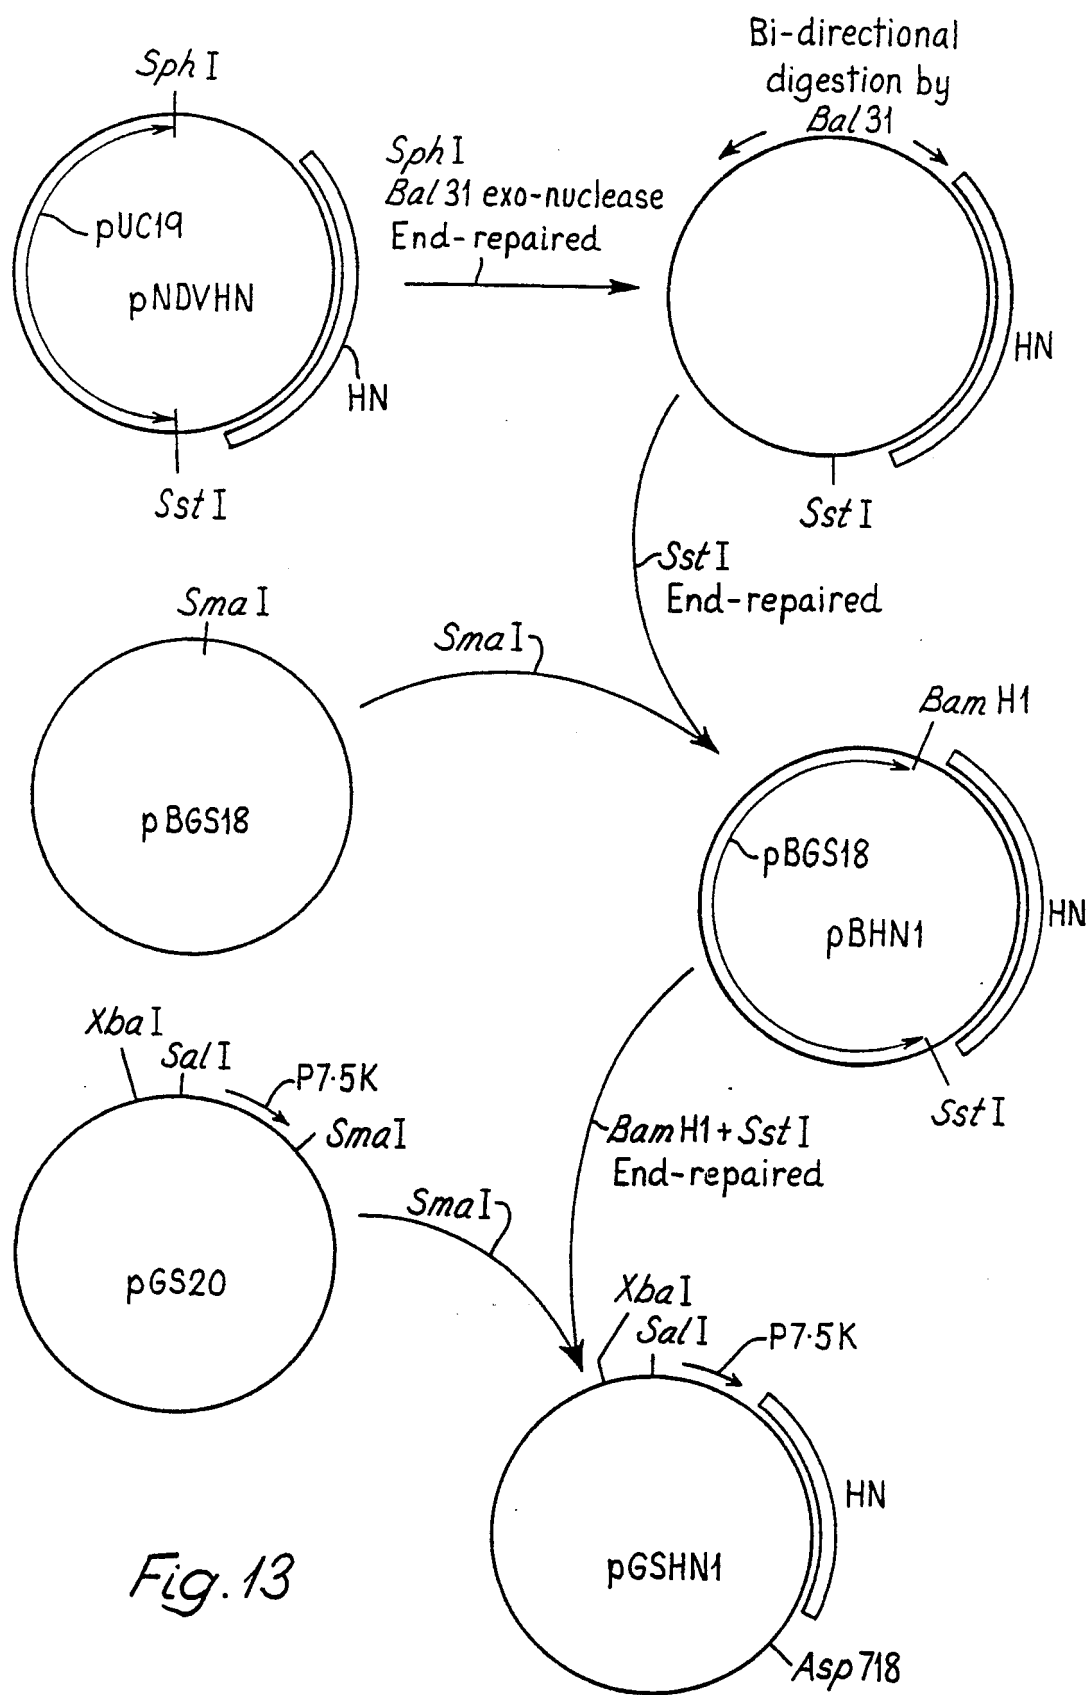 Sph I
pUC19
pNDVHN
HN
Sst I
Sph I
Bal 31 exo-nuclease
End-repaired
Bi-directional
digestion by
Bal 31
HN
Sst I
Sst I
End-repaired
Sma I
pBGS18
Sma I
Bam H1
pBGS18
pBHN1
HN
Sst I
Xba I
Sal I
P7·5K
Sma I
pGS20
Sma I
Bam H1 + Sst I
End-repaired
Xba I
Sal I
P7·5K
HN
pGSHN1
Asp 718
Fig. 13